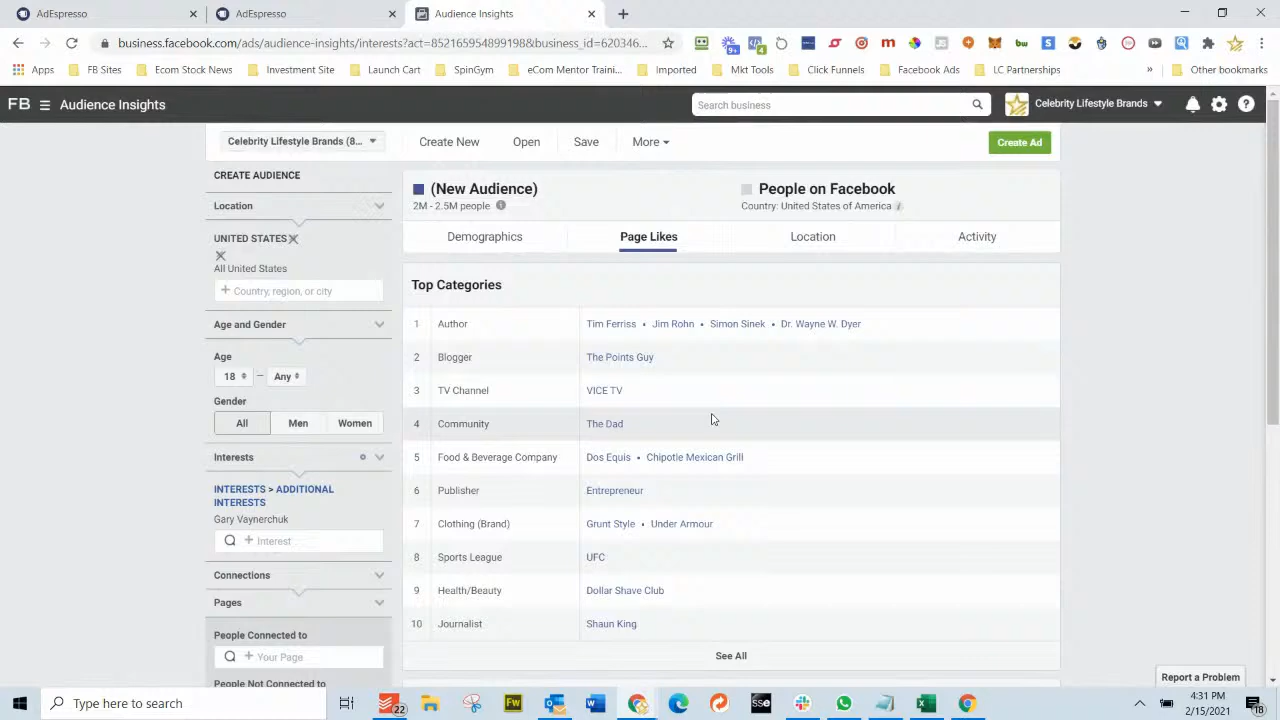 AdEspresso
AdEspresso
Audience Insights
business.facebook.com/ads/audience-insights/interests?act=852165954899198&business_id=620346...
Apps
FB Sites
Ecom Stock News
Investment Site
Launch Cart
SpinGym
eCom Mentor Traini...
Imported
Mkt Tools
Click Funnels
Facebook Ads
LC Partnerships
»
Other bookmarks
FB
Audience Insights
Search business
Celebrity Lifestyle Brands
Celebrity Lifestyle Brands (8...
Create New
Open
Save
More
Create Ad
CREATE AUDIENCE
Location
UNITED STATES
All United States
+ Country, region, or city
Age and Gender
Age
18 – Any
Gender
All Men Women
Interests
INTERESTS > ADDITIONAL
INTERESTS
Gary Vaynerchuk
+ Interest
Connections
Pages
People Connected to
+ Your Page
People Not Connected to
(New Audience)
2M - 2.5M people
People on Facebook
Country: United States of America
Demographics
Page Likes
Location
Activity
Top Categories
1 Author Tim Ferriss • Jim Rohn • Simon Sinek • Dr. Wayne W. Dyer
2 Blogger The Points Guy
3 TV Channel VICE TV
4 Community The Dad
5 Food & Beverage Company Dos Equis • Chipotle Mexican Grill
6 Publisher Entrepreneur
7 Clothing (Brand) Grunt Style • Under Armour
8 Sports League UFC
9 Health/Beauty Dollar Shave Club
10 Journalist Shaun King
See All
Report a Problem
Type here to search
22
Fw
sse
4:31 PM
2/15/2021
18